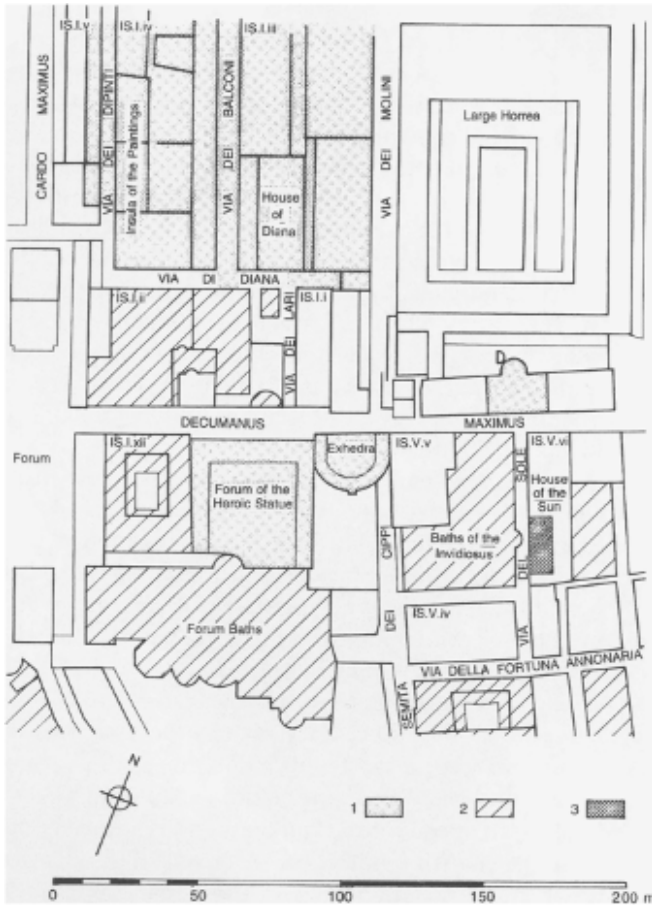 IS.I.v
IS.I.iv
IS.I.iii
CARDO MAXIMUS
VIA DEI DIPINTI
Insula of the Paintings
VIA DEI BALCONI
House
of
Diana
VIA DEI MOLINI
Large Horrea
VIA DI DIANA
IS.I.ii
VIA DEI LARI
IS.I.i
DECUMANUS MAXIMUS
Forum
IS.I.xii
Forum of the
Heroic Statue
Exhedra
IS.V.v
IS.V.vi
House
of the
Sun
VIA DEL SOLE
Baths of the
Invidiosus
SEMITA DEI CIPPI
Forum Baths
IS.V.iv
VIA DELLA FORTUNA ANNONARIA
N
1
2
3
0 50 100 150 200 m